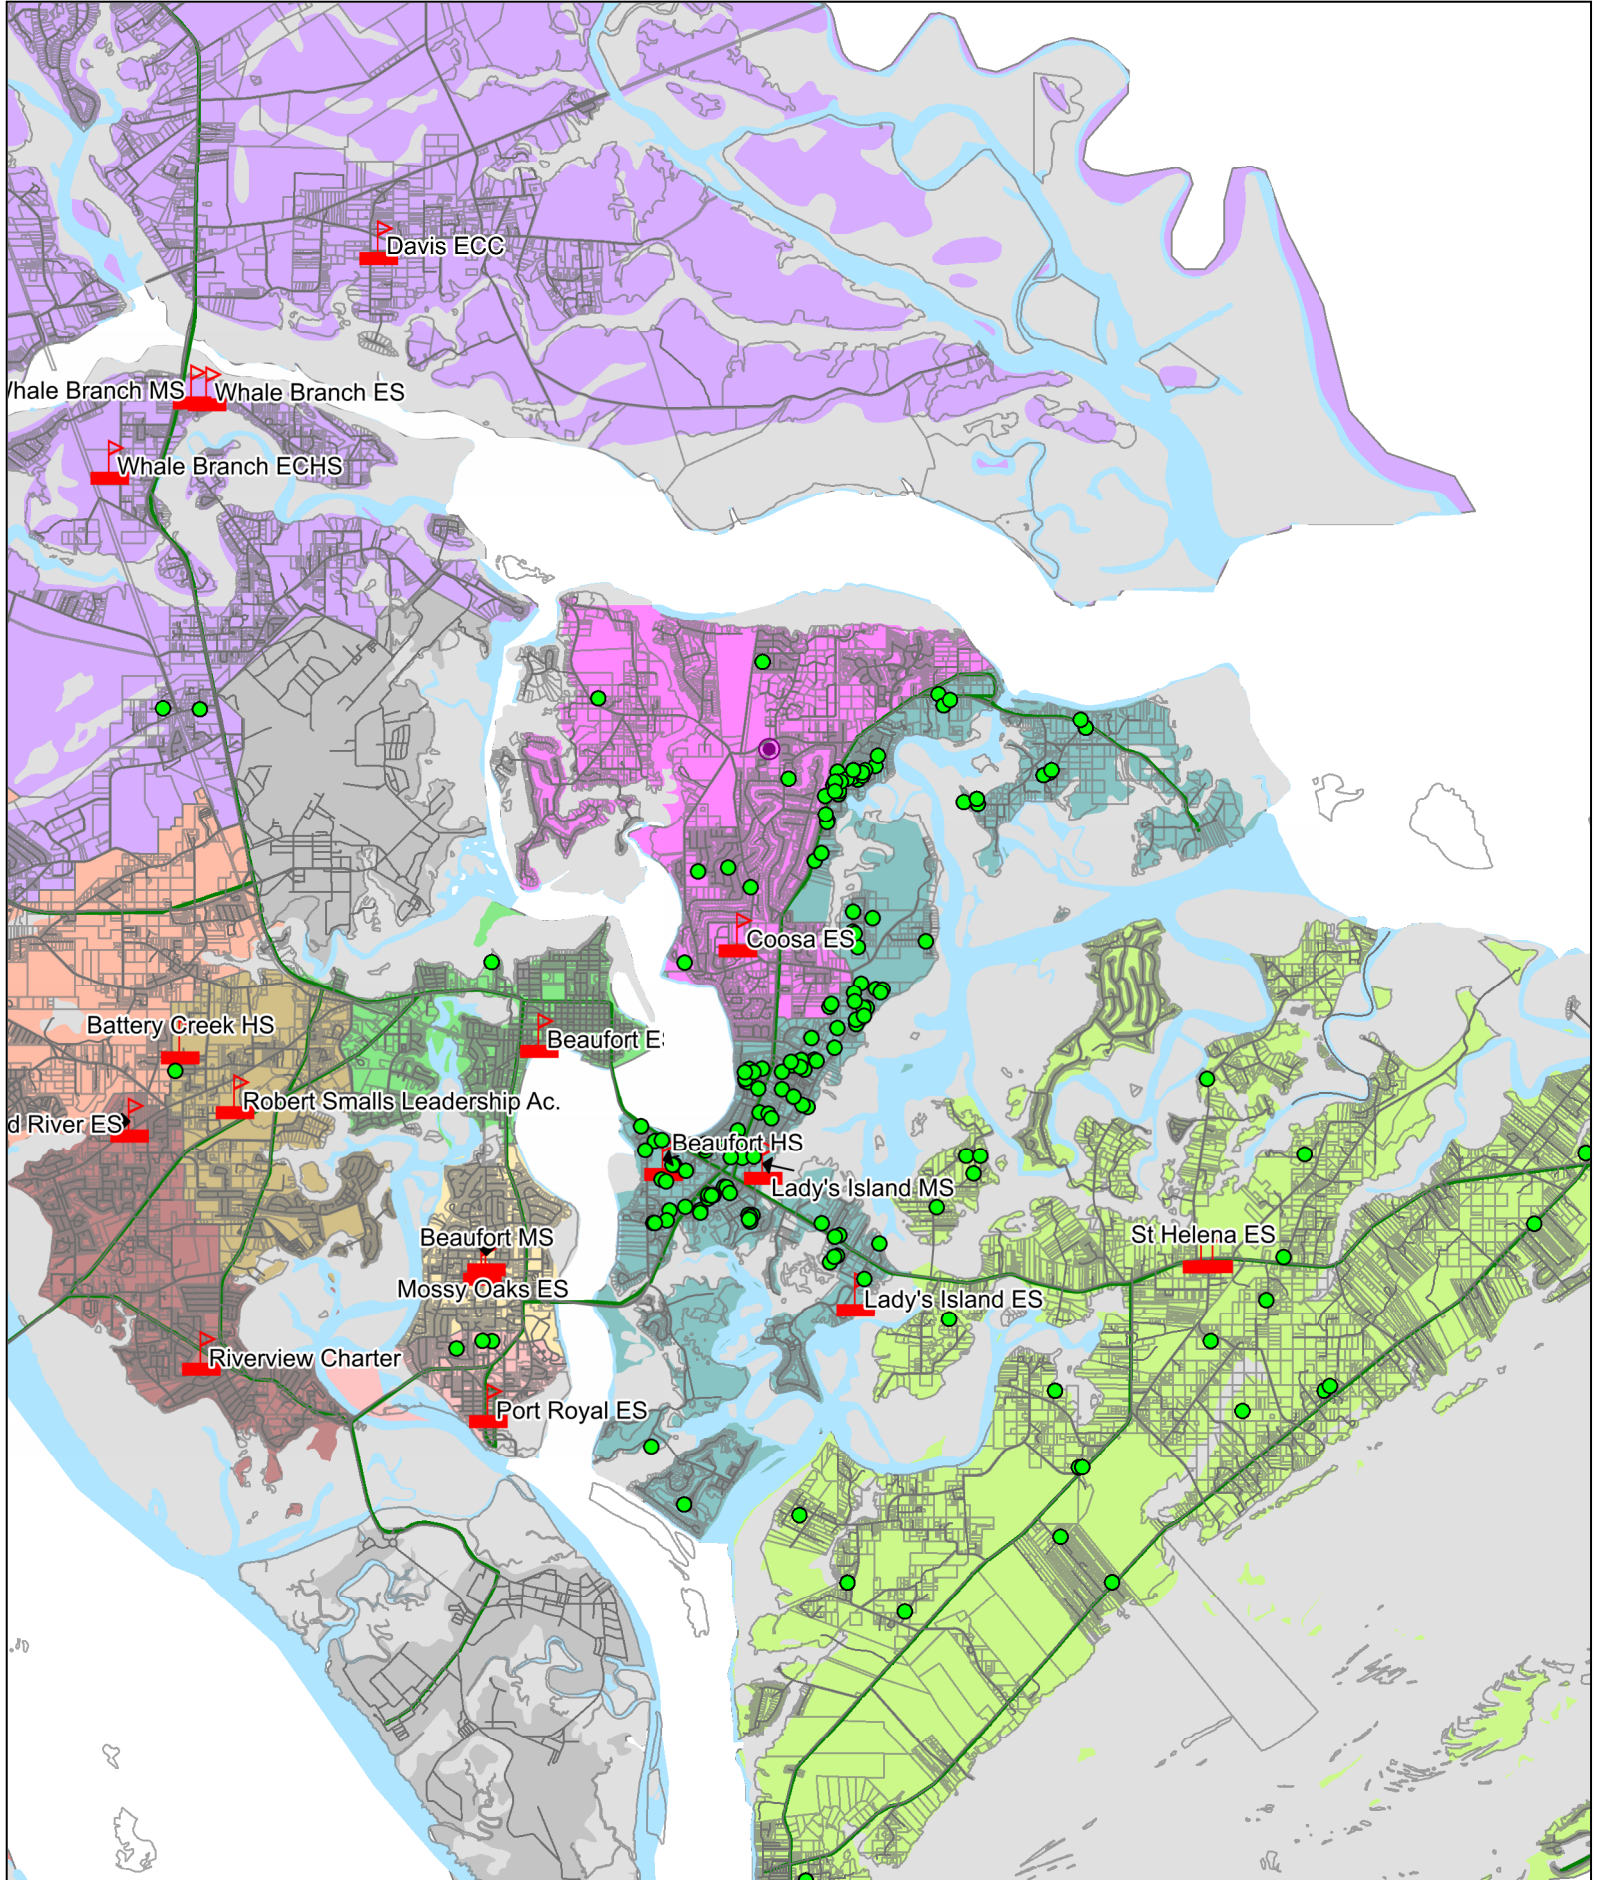 Davis ECC
Whale Branch MS
Whale Branch ES
Whale Branch ECHS
Coosa ES
Battery Creek HS
Beaufort E
Robert Smalls Leadership Ac.
d River ES
Beaufort HS
Lady's Island MS
Beaufort MS
St Helena ES
Mossy Oaks ES
Lady's Island ES
Riverview Charter
Port Royal ES